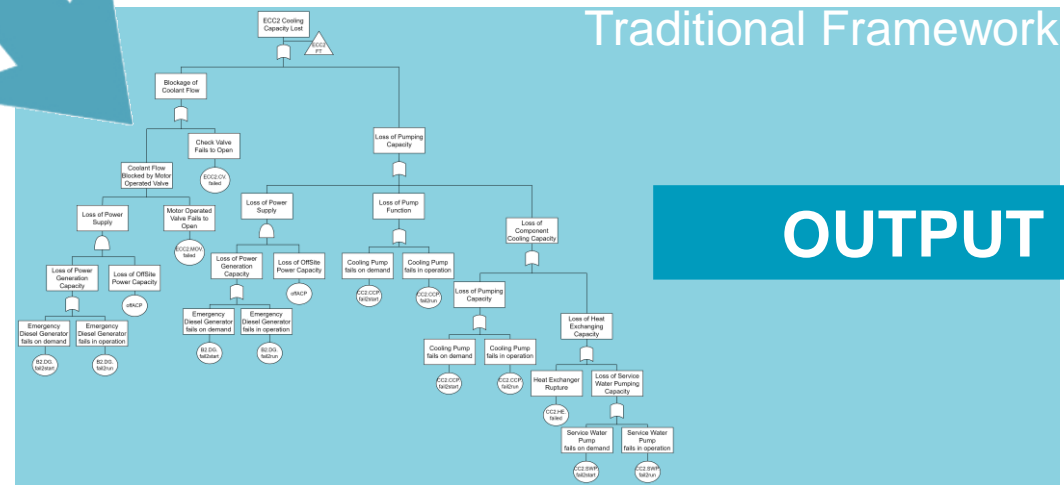 Traditional Framework
OUTPUT
ECC2 Cooling
Capacity Lost
ECC2
FT
Blockage of
Coolant Flow
Loss of Pumping
Capacity
Check Valve
Fails to Open
ECC2.CV.
failed
Coolant Flow
Blocked by Motor
Operated Valve
Loss of Power
Supply
Motor Operated
Valve Fails to
Open
ECC2.MOV
failed
Loss of Power
Generation
Capacity
Loss of OffSite
Power Capacity
offACP
Emergency
Diesel Generator
fails on demand
Emergency
Diesel Generator
fails in operation
B2.DG.
fail2start
B2.DG.
fail2run
Loss of Power
Supply
Loss of Power
Generation
Capacity
Loss of OffSite
Power Capacity
offACP
Emergency
Diesel Generator
fails on demand
Emergency
Diesel Generator
fails in operation
B2.DG.
fail2start
B2.DG.
fail2run
Loss of Pump
Function
Cooling Pump
fails on demand
Cooling Pump
fails in operation
CC2.CCP.
fail2start
CC2.CCP.
fail2run
Loss of
Component
Cooling Capacity
Loss of Pumping
Capacity
Cooling Pump
fails on demand
Cooling Pump
fails in operation
CC2.CCP.
fail2start
CC2.CCP.
fail2run
Loss of Heat
Exchanging
Capacity
Heat Exchanger
Rupture
CC2.HE.
failed
Loss of Service
Water Pumping
Capacity
Service Water
Pump
fails on demand
Service Water
Pump
fails in operation
CC2.SWP.
fail2start
CC2.SWP.
fail2run